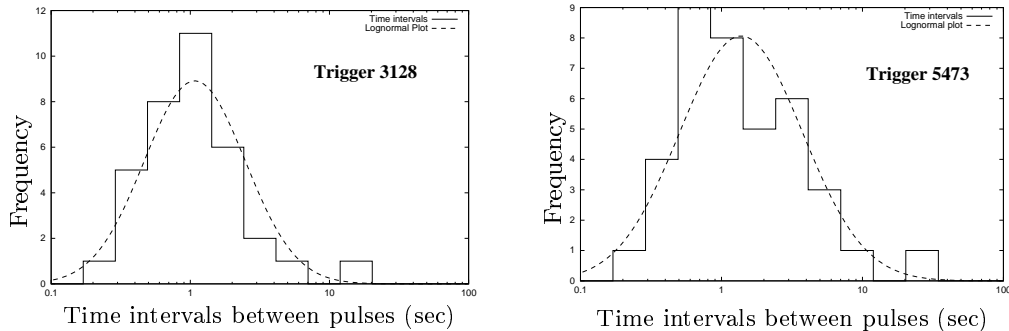 12
10
8
6
4
2
0
0.1 1 10 100
Time intervals
Lognormal Plot
Trigger 3128
Frequency
Time intervals between pulses (sec)
9
8
7
6
5
4
3
2
1
0
0.1 1 10 100
Time intervals
Lognormal plot
Trigger 5473
Frequency
Time intervals between pulses (sec)